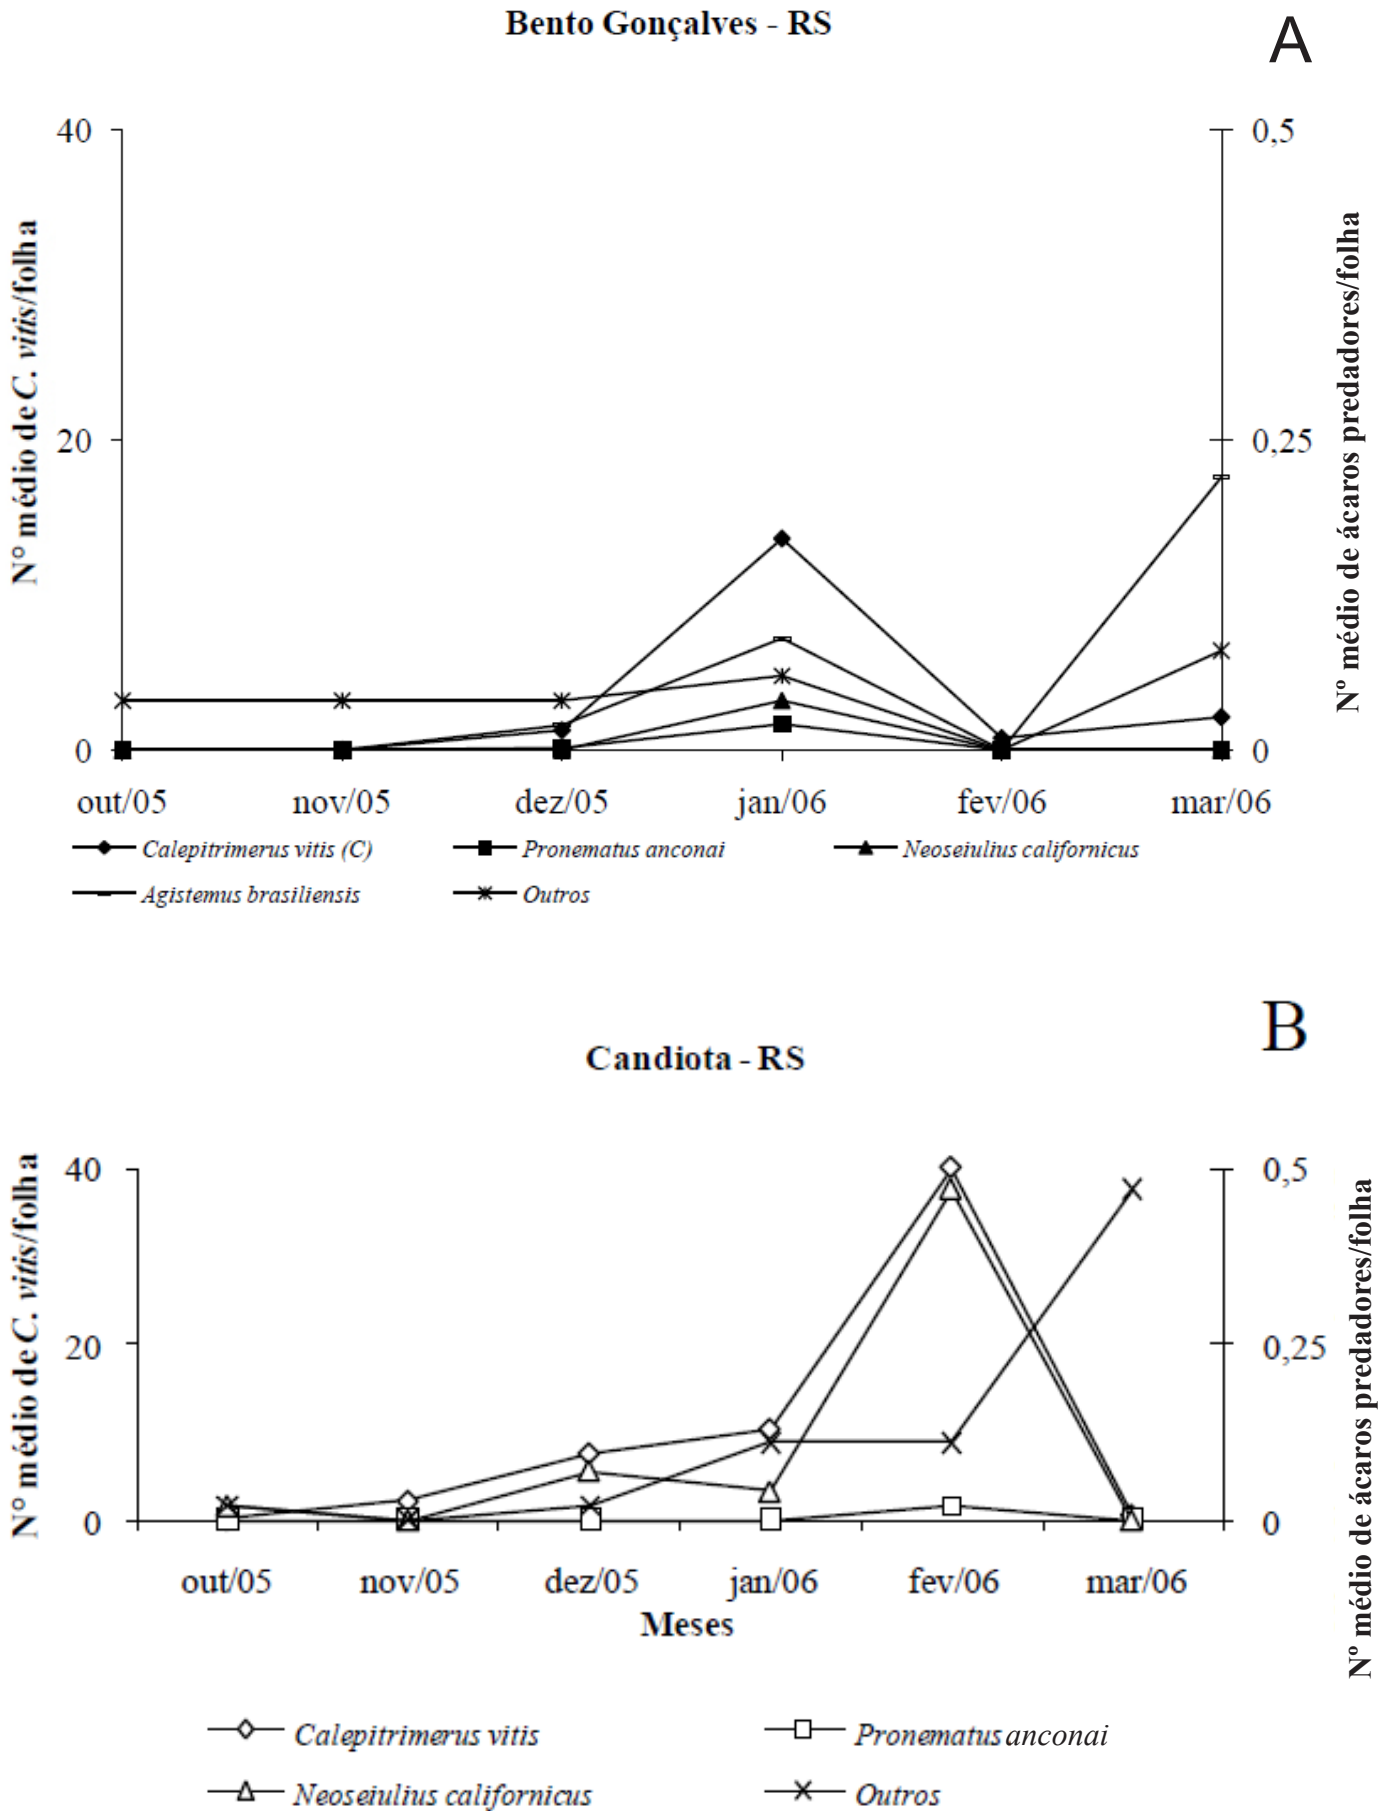 Bento Gonçalves - RS
A
N° médio de C. vitis/folha
40
20
0
0,5
0,25
0
Nº médio de ácaros predadores/folha
out/05 nov/05 dez/05 jan/06 fev/06 mar/06
Calepitrimerus vitis (C) Pronematus anconai Neoseiulius californicus
Agistemus brasiliensis Outros
B
Candiota - RS
N° médio de C. vitis/folha
40
20
0
0,5
0,25
0
Nº médio de ácaros predadores/folha
out/05 nov/05 dez/05 jan/06 fev/06 mar/06
Meses
Calepitrimerus vitis Pronematus anconai
Neoseiulius californicus Outros